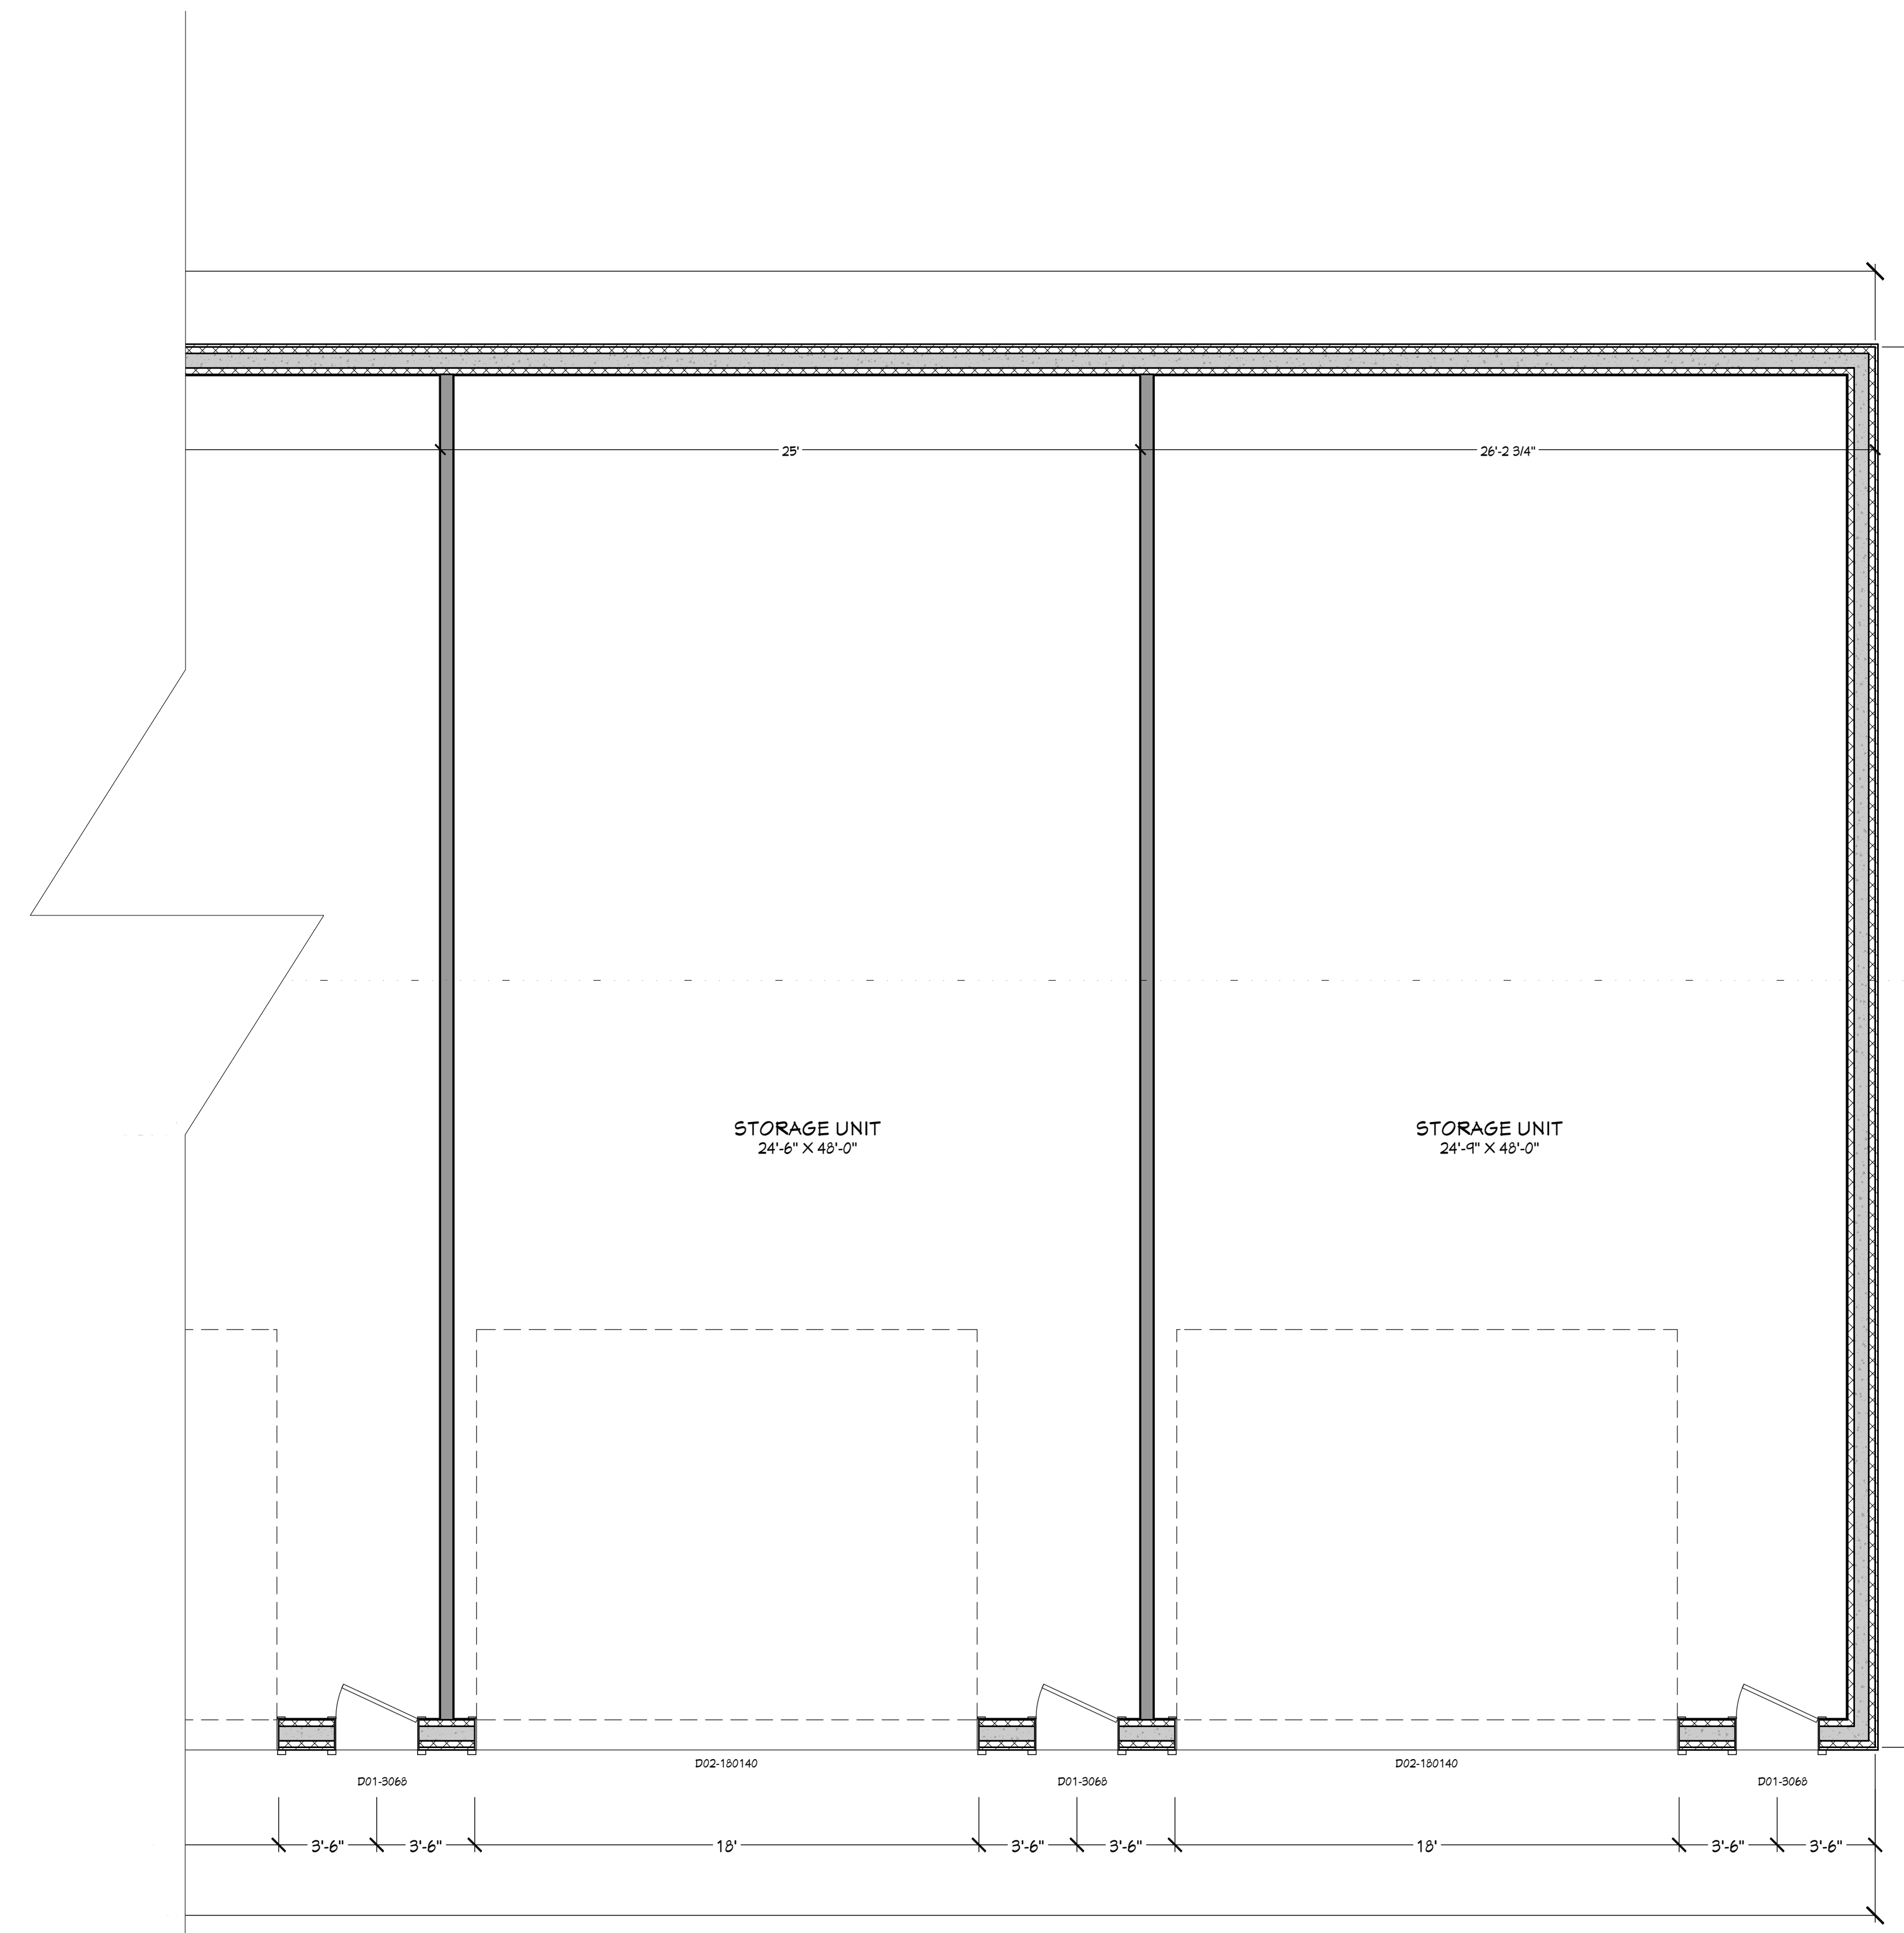 25'
26'-2 3/4"
STORAGE UNIT
24'-6" X 48'-0"
STORAGE UNIT
24'-9" X 48'-0"
D02-180140
D02-180140
D01-3068
D01-3068
D01-3068
3'-6"
3'-6"
18'
3'-6"
3'-6"
18'
3'-6"
3'-6"